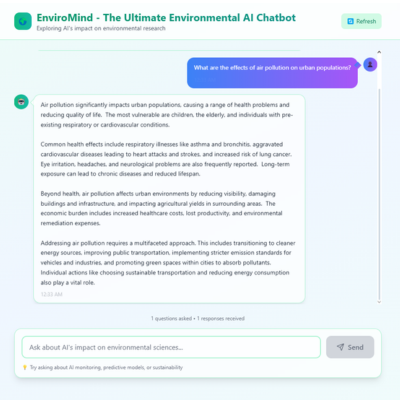 EnviroMind - The Ultimate Environmental AI Chatbot
Exploring AI's impact on environmental research
Refresh
What are the effects of air pollution on urban populations?
Air pollution significantly impacts urban populations, causing a range of health problems and
reducing quality of life. The most vulnerable are children, the elderly, and individuals with pre-
existing respiratory or cardiovascular conditions.
Common health effects include respiratory illnesses like asthma and bronchitis, aggravated
cardiovascular diseases leading to heart attacks and strokes, and increased risk of lung cancer.
Eye irritation, headaches, and neurological problems are also frequently reported. Long-term
exposure can lead to chronic diseases and reduced lifespan.
Beyond health, air pollution affects urban environments by reducing visibility, damaging
buildings and infrastructure, and impacting agricultural yields in surrounding areas. The
economic burden includes increased healthcare costs, lost productivity, and environmental
remediation expenses.
Addressing air pollution requires a multifaceted approach. This includes transitioning to cleaner
energy sources, improving public transportation, implementing stricter emission standards for
vehicles and industries, and promoting green spaces within cities to absorb pollutants.
Individual actions like choosing sustainable transportation and reducing energy consumption
also play a vital role.
1 questions asked • 1 responses received
Ask about AI's impact on environmental sciences...
Send
Try asking about AI monitoring, predictive models, or sustainability